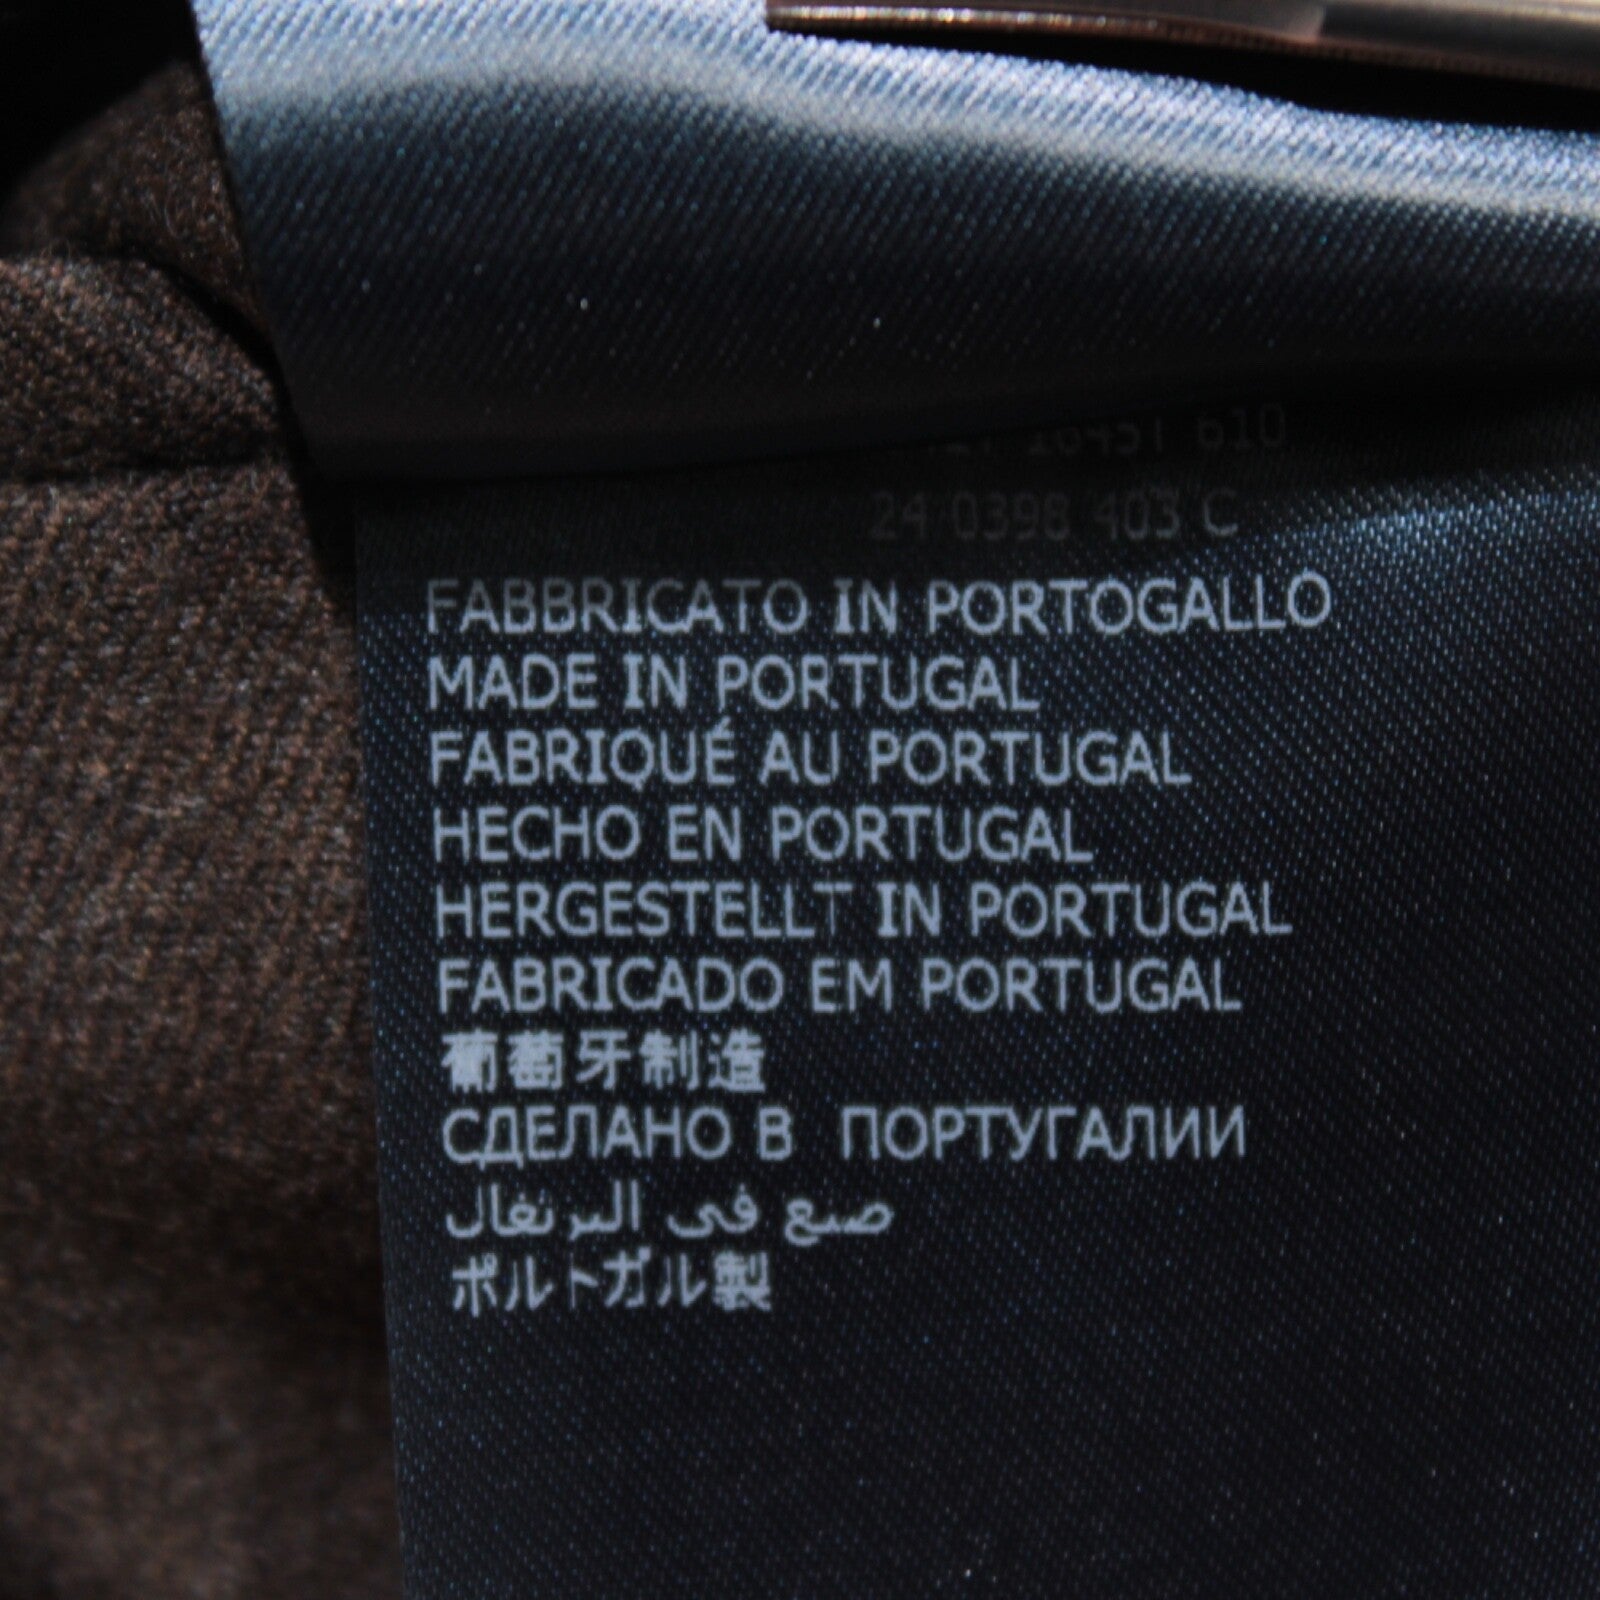 610
24 0398 403 C
FABBRICATO IN PORTOGALLO
MADE IN PORTUGAL
FABRIQUÉ AU PORTUGAL
HECHO EN PORTUGAL
HERGESTELLT IN PORTUGAL
FABRICADO EM PORTUGAL
葡萄牙制造
СДЕЛАНО В ПОРТУГАЛИИ
صنع في البرتغال
ポルトガル製